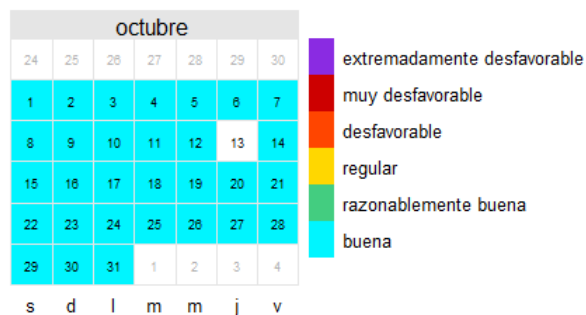 octubre
24 25 26 27 28 29 30
1 2 3 4 5 6 7
8 9 10 11 12 13 14
15 16 17 18 19 20 21
22 23 24 25 26 27 28
29 30 31 1 2 3 4
s d l m m j v
extremadamente desfavorable
muy desfavorable
desfavorable
regular
razonablemente buena
buena